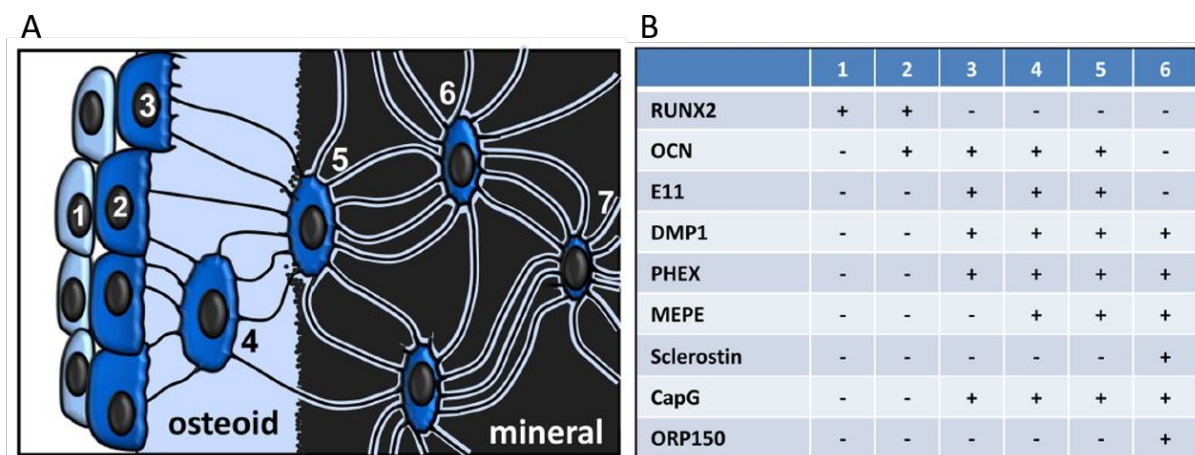 A
3
6
5
7
1
2
4
osteoid
mineral
B
1 2 3 4 5 6
RUNX2 + + - - - -
OCN - + + + + -
E11 - - + + + -
DMP1 - - + + + +
PHEX - - + + + +
MEPE - - - + + +
Sclerostin - - - - - +
CapG - - + + + +
ORP150 - - - - - +